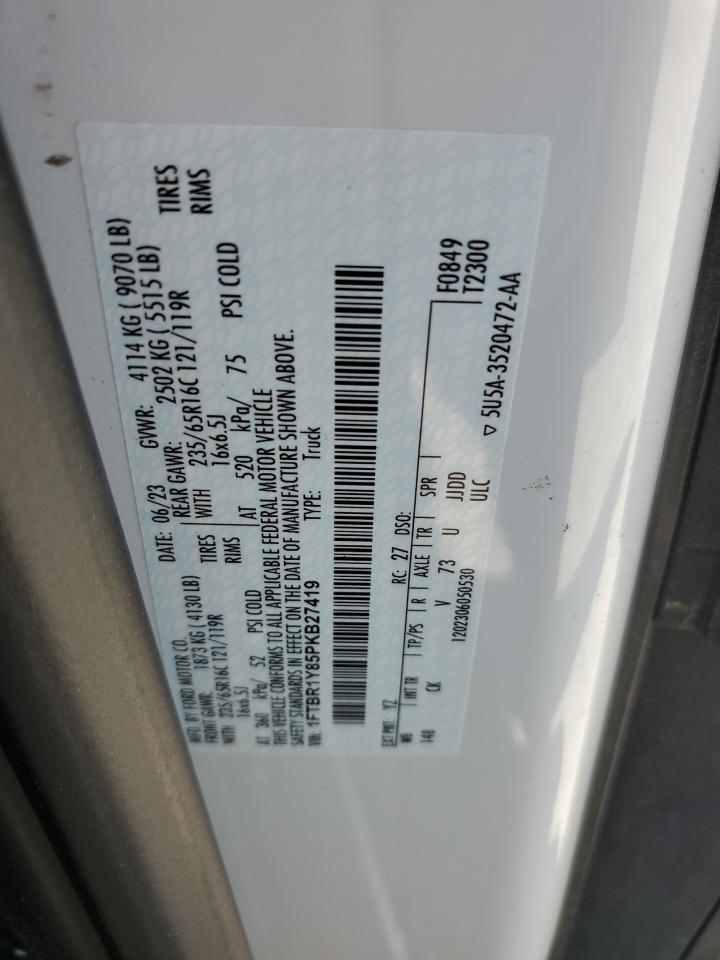 MFD. BY FORD MOTOR CO.
DATE: 06/23 GVWR: 4114 KG ( 9070 LB)
FRONT GAWR: 1873 KG ( 4130 LB) REAR GAWR: 2502 KG ( 5515 LB)
WITH 235/65R16C 121/119R TIRES WITH 235/65R16C 121/119R TIRES
16x6.5J RIMS 16x6.5J RIMS
AT 360 kPa/ 52 PSI COLD AT 520 kPa/ 75 PSI COLD
THIS VEHICLE CONFORMS TO ALL APPLICABLE FEDERAL MOTOR VEHICLE
SAFETY STANDARDS IN EFFECT ON THE DATE OF MANUFACTURE SHOWN ABOVE.
VIN: 1FTBR1Y85PKB27419 TYPE: Truck
EXT PNT: YZ RC: 27 DSO: F0849
WB INT TR TP/PS R AXLE TR SPR T2300
148 CK V 73 U JJDD
1202306050530 ULC
▽ 5U5A-3520472-AA